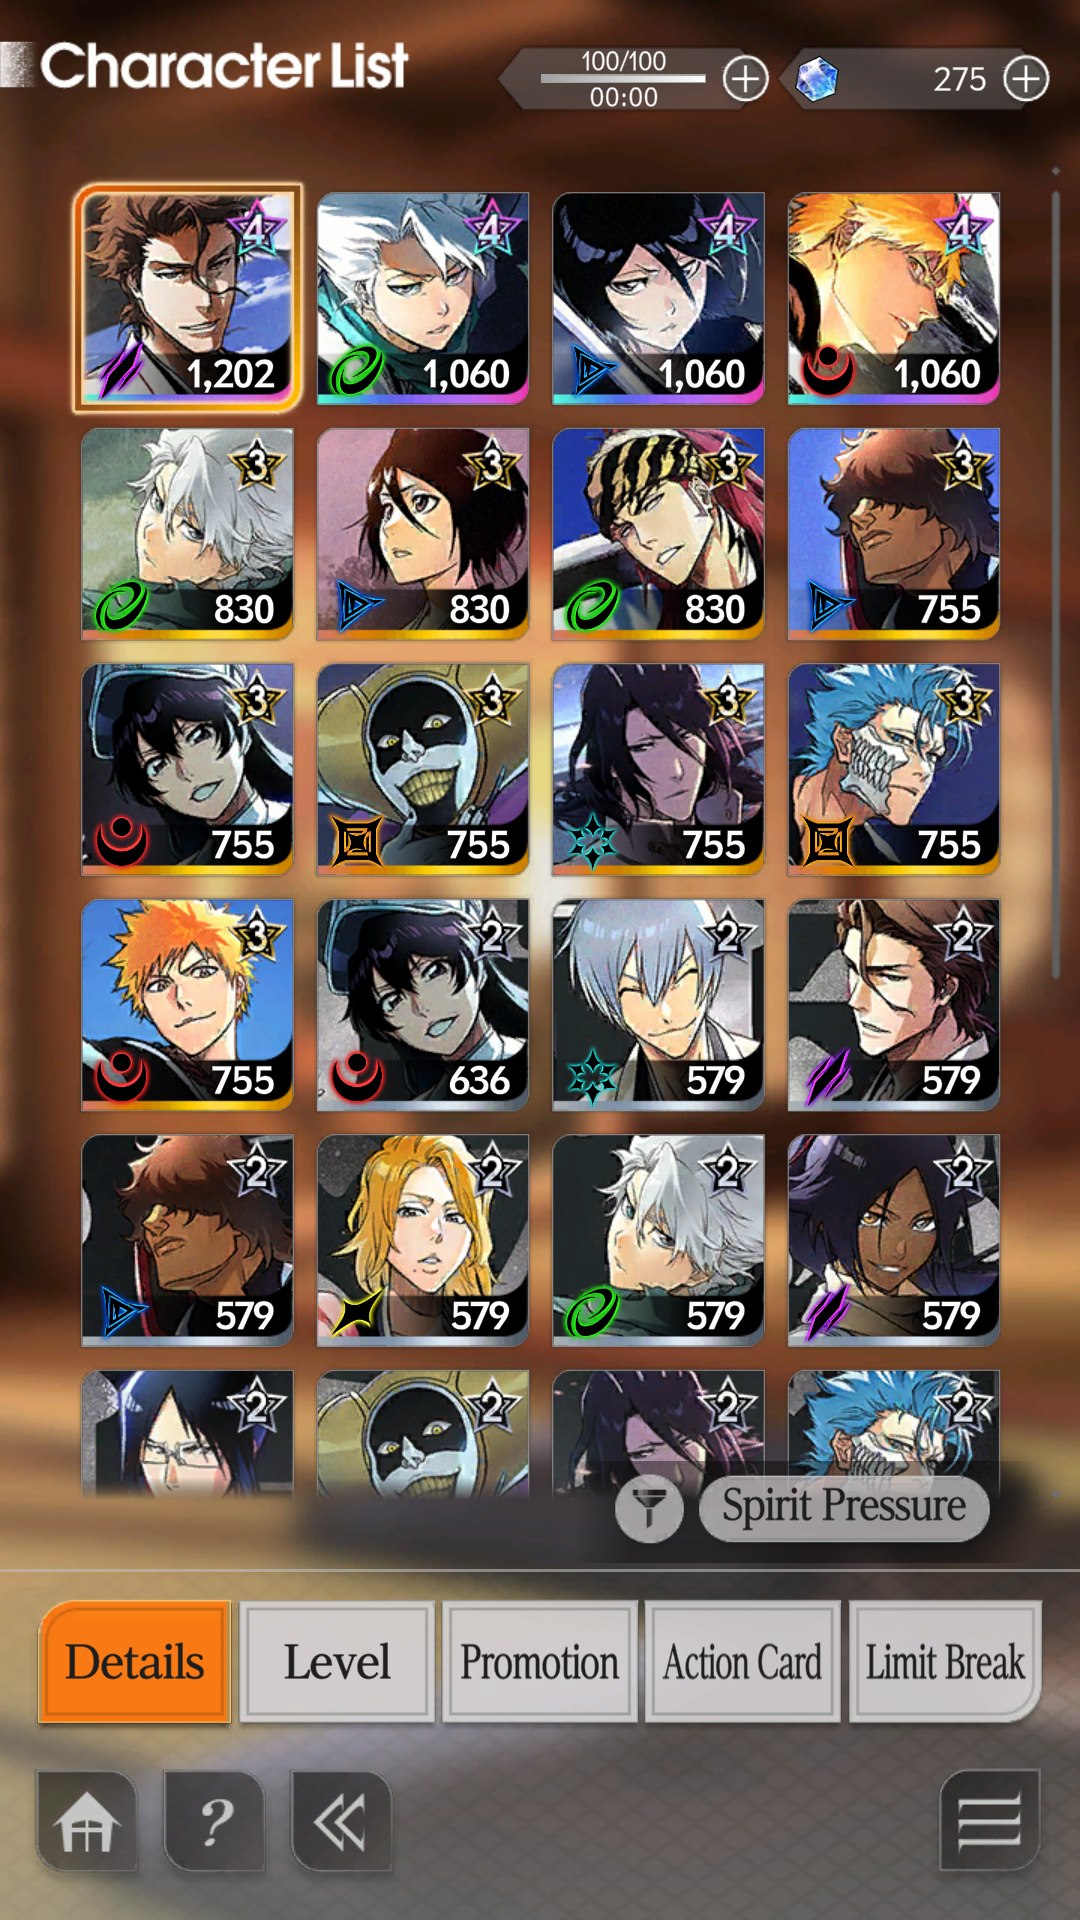 Character List
100/100
00:00
275
4 4 4 4
1,202 1,060 1,060 1,060
3 3 3 3
830 830 830 755
3 3 3 3
755 755 755 755
3 2 2 2
755 636 579 579
2 2 2 2
579 579 579 579
2 2 2 2
Spirit Pressure
Details Level Promotion Action Card Limit Break
?